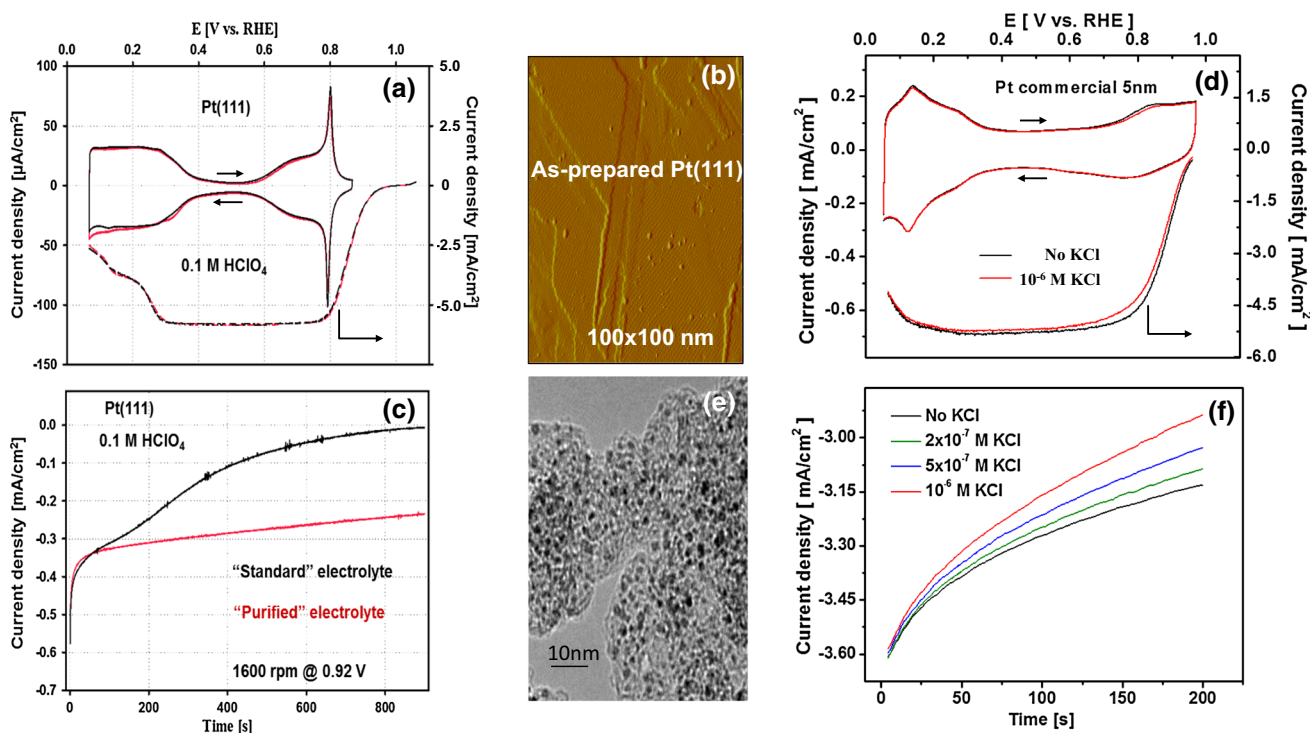 E [V vs. RHE]
0.0 0.2 0.4 0.6 0.8 1.0
(a)
Pt(111)
0.1 M HClO₄
Current density [µA/cm²]
100
50
0
-50
-100
-150
5.0
2.5
0
-2.5
-5.0
Current density [mA/cm²]
(b)
As-prepared Pt(111)
100x100 nm
E [V vs. RHE]
0.0 0.2 0.4 0.6 0.8 1.0
(d)
Pt commercial 5nm
No KCl
10⁻⁶ M KCl
Current density [ mA/cm²]
0.2
0.0
-0.2
-0.4
-0.6
1.5
0.0
-1.5
-3.0
-4.5
-6.0
Current density [ mA/cm²]
(c)
Pt(111)
0.1 M HClO₄
"Standard" electrolyte
"Purified" electrolyte
1600 rpm @ 0.92 V
Current density [mA/cm²]
0.0
-0.1
-0.2
-0.3
-0.4
-0.5
-0.6
-0.7
0 200 400 600 800
Time [s]
(e)
10nm
(f)
No KCl
2x10⁻⁷ M KCl
5x10⁻⁷ M KCl
10⁻⁶ M KCl
Current density [mA/cm²]
-3.00
-3.15
-3.30
-3.45
-3.60
0 50 100 150 200
Time [s]